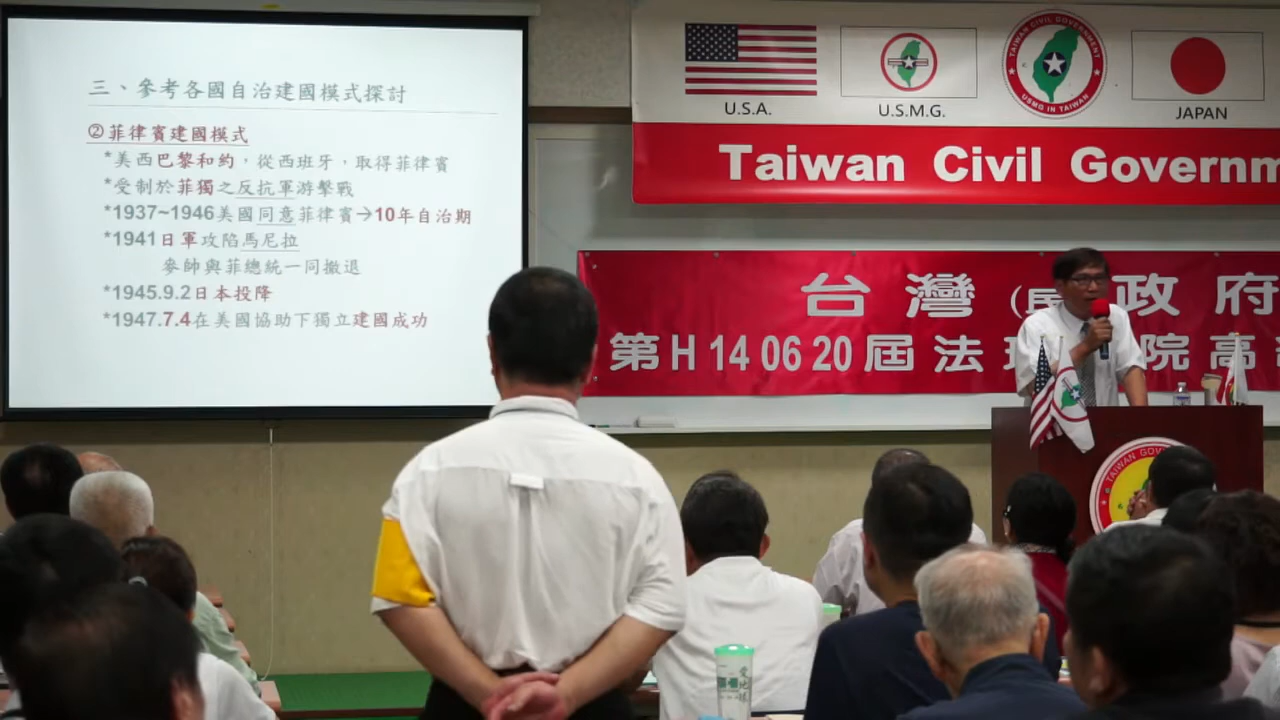 三、參考各國自治建國模式探討
②菲律賓建國模式
*美西巴黎和約，從西班牙，取得菲律賓
*受制於菲獨之反抗軍游擊戰
*1937~1946美國同意菲律賓→10年自治期
*1941日軍攻陷馬尼拉
麥帥與菲總統一同撤退
*1945.9.2日本投降
*1947.7.4在美國協助下獨立建國成功
U.S.A.
U.S.M.G.
TAIWAN CIVIL GOVERNMENT
USMG IN TAIWAN
JAPAN
Taiwan Civil Governm
台灣(民政府
第H 14 06 20屆法
院高
TAIWAN GOV